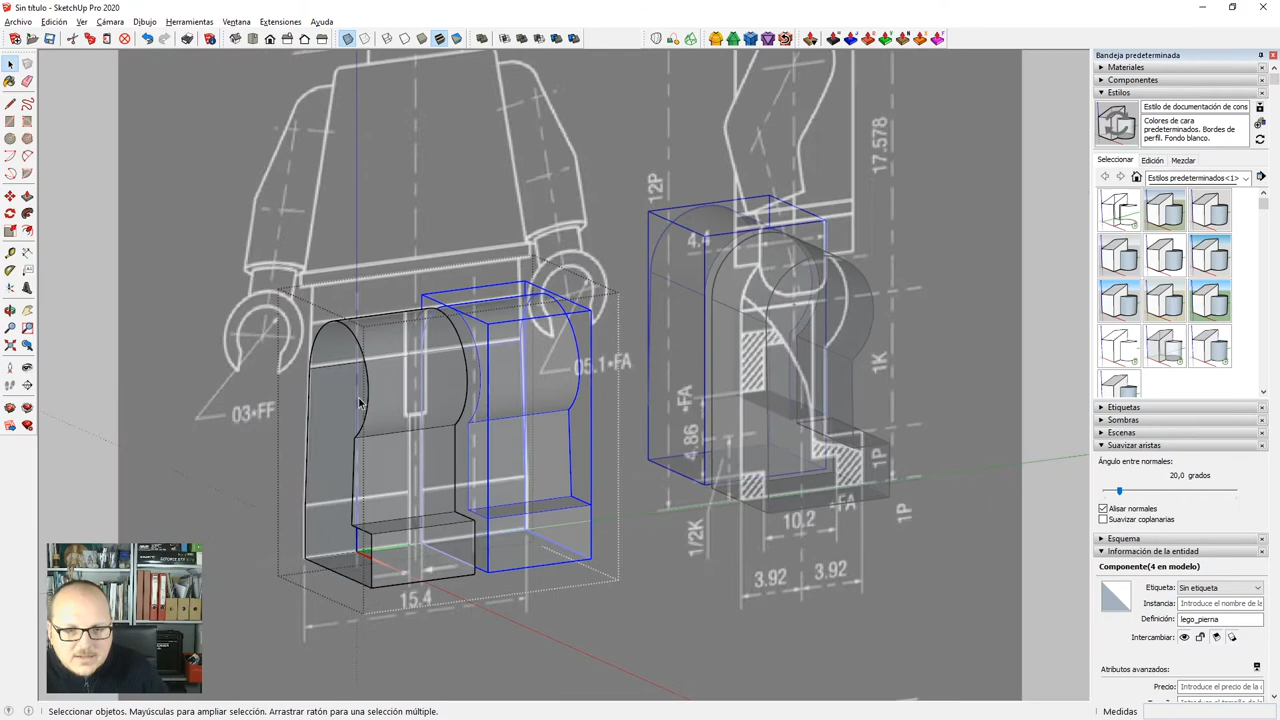 Sin título - SketchUp Pro 2020
Archivo Edición Ver Cámara Dibujo Herramientas Ventana Extensiones Ayuda
Bandeja predeterminada
Materiales
Componentes
Estilos
Estilo de documentación de cons
Colores de cara
predeterminados. Bordes de
perfil. Fondo blanco.
Seleccionar Edición Mezclar
Estilos predeterminados<1>
Etiquetas
Sombras
Escenas
Suavizar aristas
Ángulo entre normales:
20,0 grados
Alisar normales
Suavizar coplanarias
Esquema
Información de la entidad
Componente(4 en modelo)
Etiqueta: Sin etiqueta
Instancia: Introduce el nombre de la
Definición: lego_pierna
Intercambiar:
Atributos avanzados:
Precio: Introduce el precio de la
12P
17.578
4.4
1K
03•FF
05.1•FA
•FA
4.86
1P
1/2K
10.2
•FA
1P
3.92
3.92
15.4
Seleccionar objetos. Mayúsculas para ampliar selección. Arrastrar ratón para una selección múltiple.
Medidas